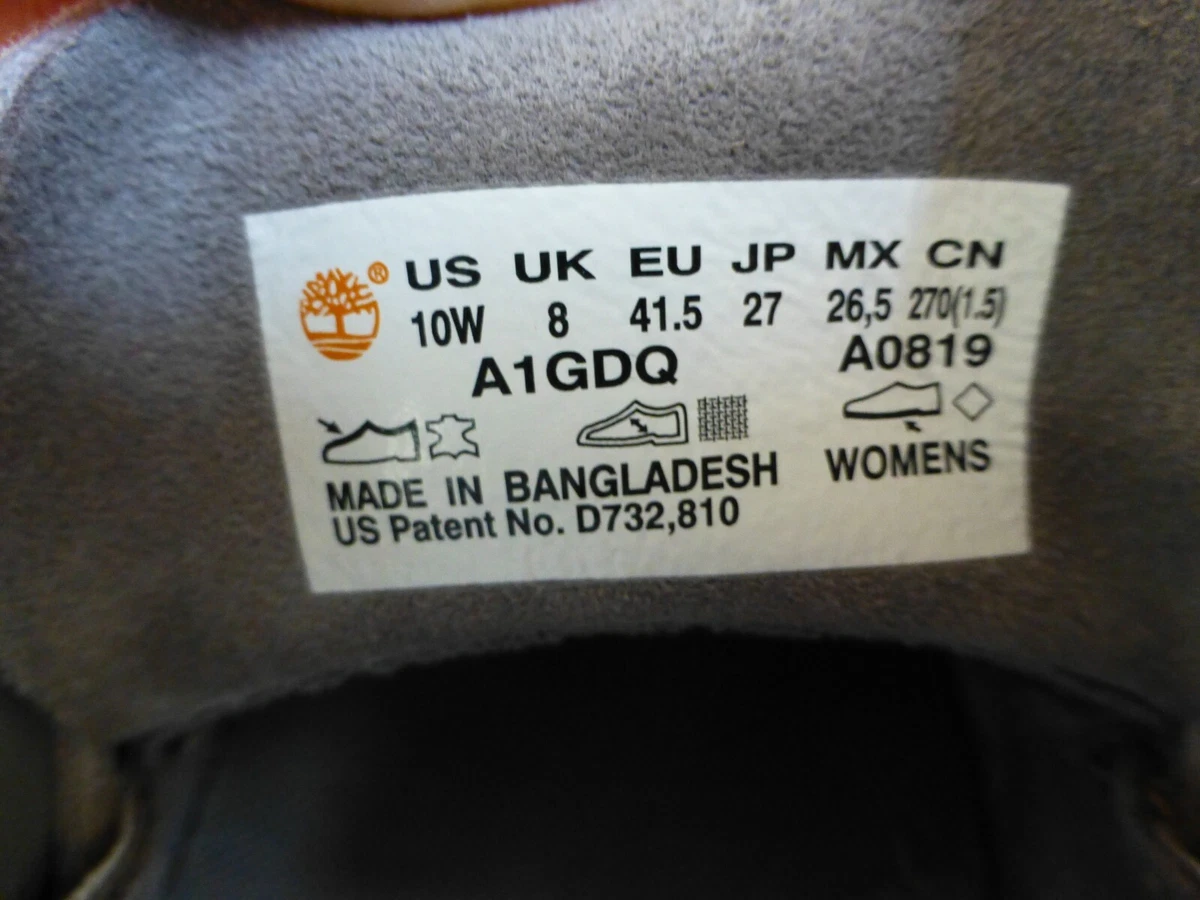 ® US UK EU JP MX CN
10W 8 41.5 27 26,5 270(1.5)
A1GDQ A0819
MADE IN BANGLADESH WOMENS
US Patent No. D732,810